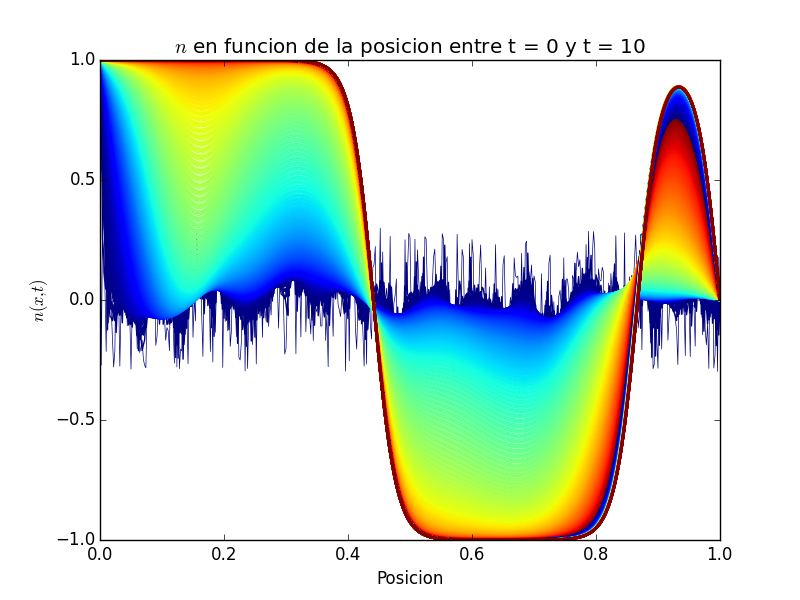 n en funcion de la posicion entre t = 0 y t = 10
1.0
0.5
0.0
−0.5
−1.0
n(x,t)
0.0 0.2 0.4 0.6 0.8 1.0
Posicion